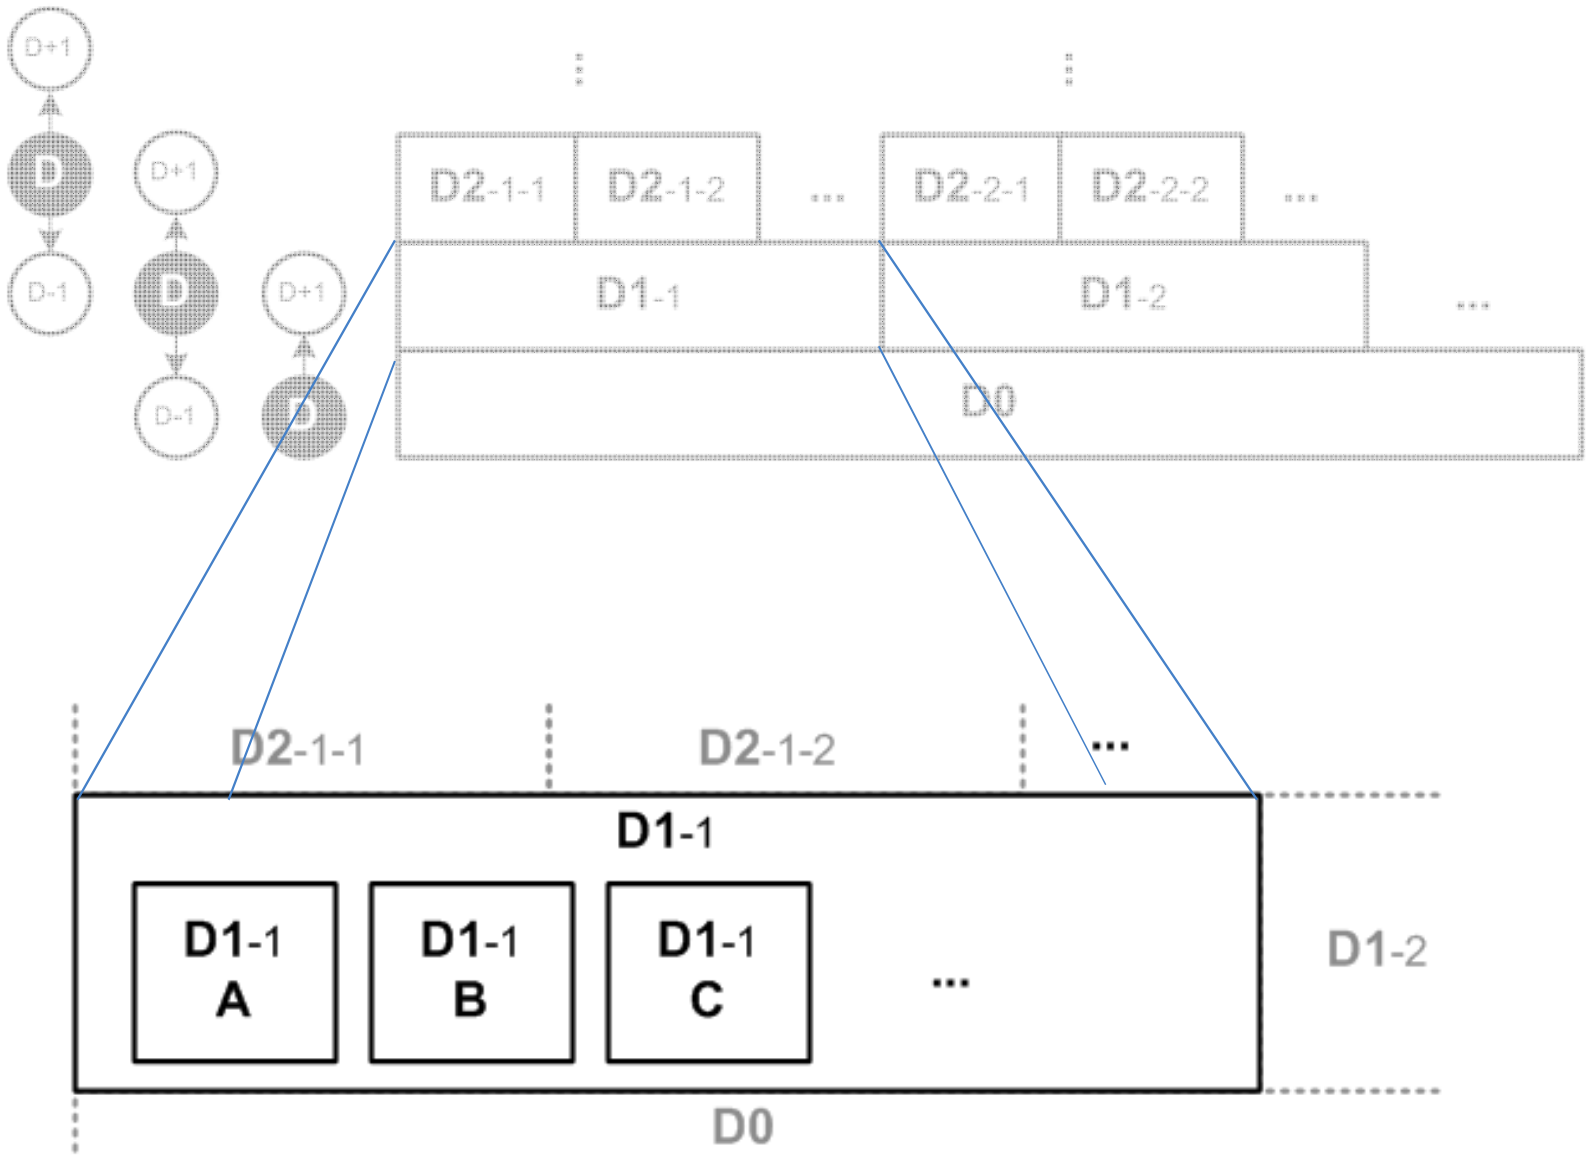 D+1
D
D-1
D+1
D
D-1
D+1
D
D2-1-1 D2-1-2 ... D2-2-1 D2-2-2 ...
D1-1 D1-2 ...
D0
D2-1-1 D2-1-2 ...
D1-1
D1-1
A
D1-1
B
D1-1
C
...
D1-2
D0